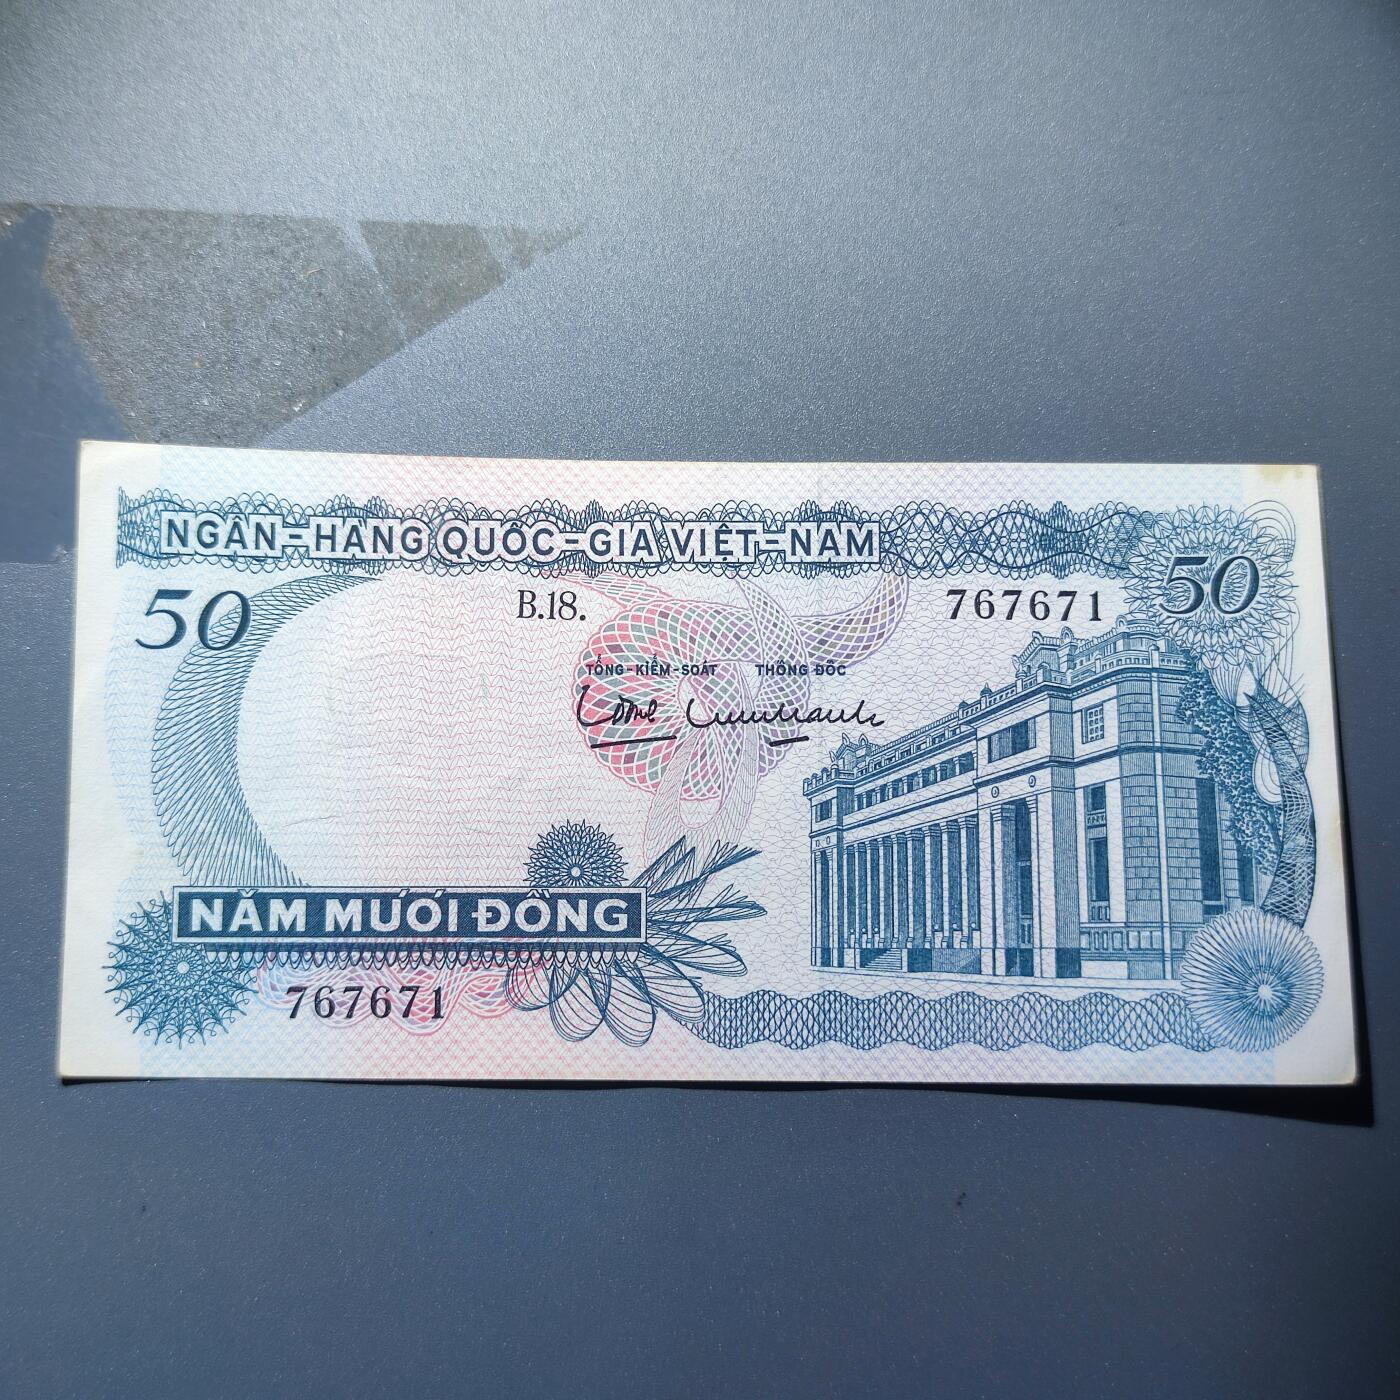 NGÂN-HÀNG QUỐC-GIA VIỆT-NAM
50
B.18.
767671
50
TỔNG-KIỂM-SOÁT THỐNG ĐỐC
NĂM MƯƠI ĐỒNG
767671